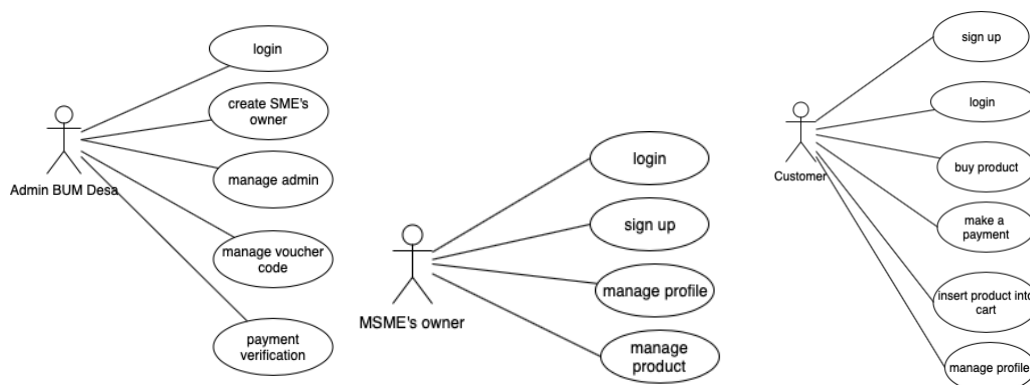 login
create SME's
owner
manage admin
manage voucher
code
payment
verification
Admin BUM Desa
login
sign up
manage profile
manage
product
MSME's owner
sign up
login
buy product
make a
payment
insert product into
cart
manage profile
Customer